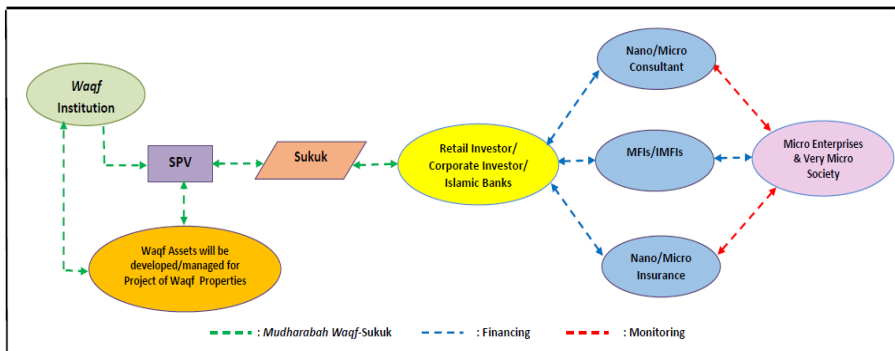 Waqf
Institution
SPV
Sukuk
Waqf Assets will be
developed/managed for
Project of Waqf Properties
Retail Investor/
Corporate Investor/
Islamic Banks
Nano/Micro
Consultant
MFIs/IMFIs
Nano/Micro
Insurance
Micro Enterprises
& Very Micro
Society
: Mudharabah Waqf-Sukuk
: Financing
: Monitoring